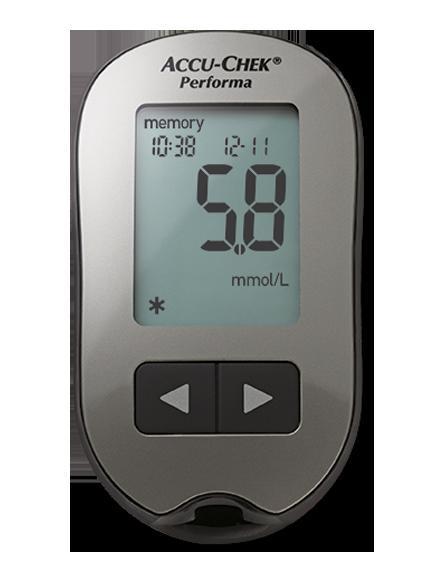 ACCU-CHEK®
Performa
memory
10:38 12-11
5.8
mmol/L
*